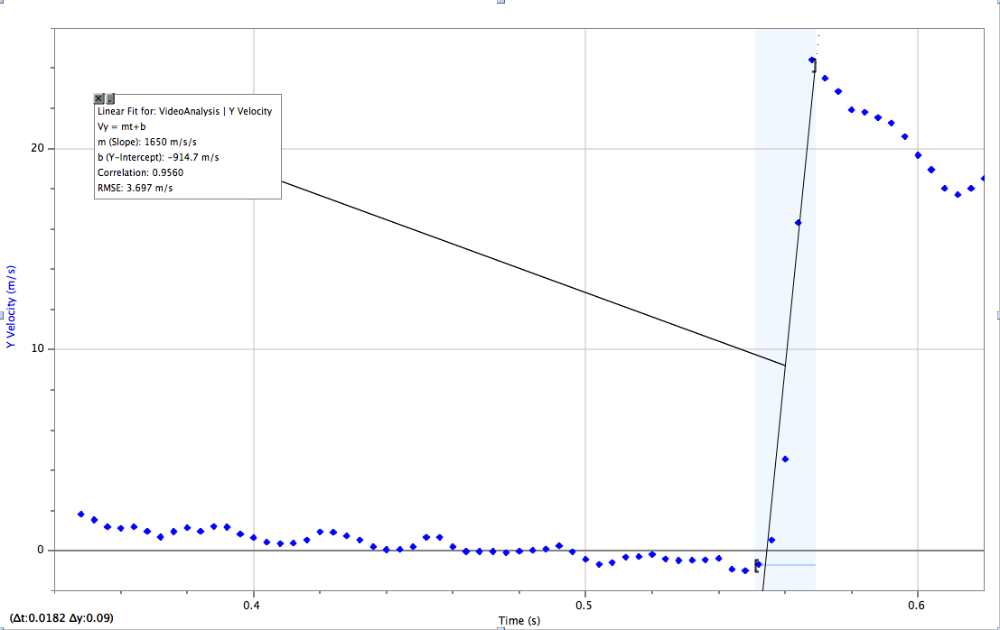 Linear Fit for: VideoAnalysis | Y Velocity
Vy = mt+b
m (Slope): 1650 m/s/s
b (Y-Intercept): -914.7 m/s
Correlation: 0.9560
RMSE: 3.697 m/s
20
10
0
Y Velocity (m/s)
0.4
0.5
0.6
Time (s)
(Δt:0.0182 Δy:0.09)